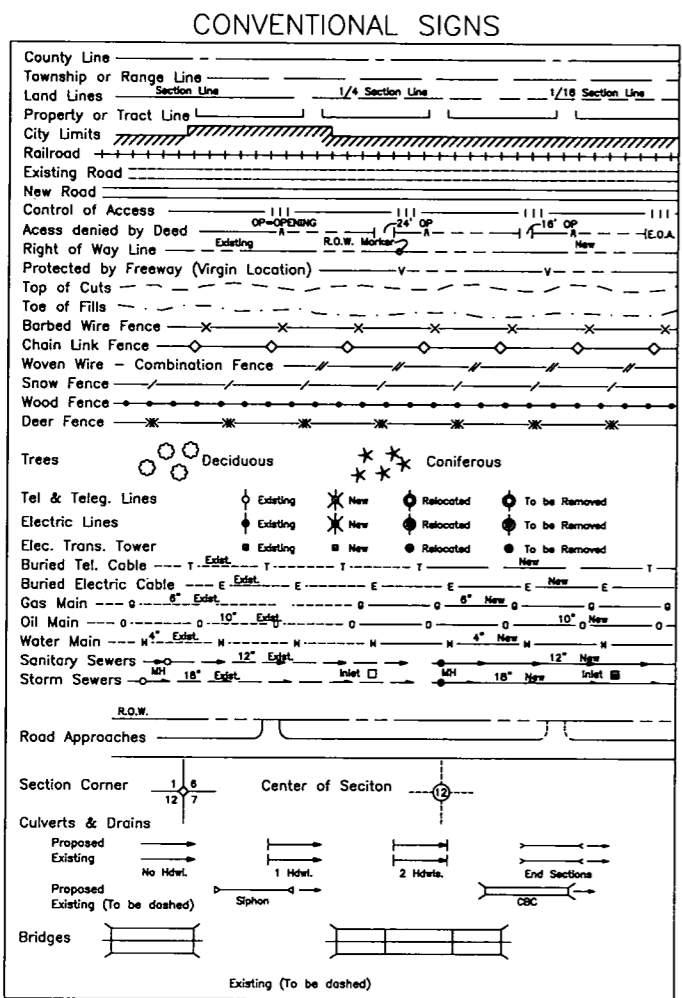 CONVENTIONAL SIGNS
County Line
Township or Range Line
Land Lines Section Line 1/4 Section Line 1/16 Section Line
Property or Tract Line
City Limits
Railroad
Existing Road
New Road
Control of Access
OP=OPENING 24' OP 16' OP
Acess denied by Deed E.O.A.
Right of Way Line Existing R.O.W. Marker New
Protected by Freeway (Virgin Location) V V
Top of Cuts
Toe of Fills
Barbed Wire Fence
Chain Link Fence
Woven Wire – Combination Fence
Snow Fence
Wood Fence
Deer Fence
Trees Deciduous Coniferous
Tel & Teleg. Lines Existing New Relocated To be Removed
Electric Lines Existing New Relocated To be Removed
Elec. Trans. Tower Existing New Relocated To be Removed
Buried Tel. Cable T Exist. T T T New T
Buried Electric Cable E Exist. E E E E New E
Gas Main G 6" Exist. G G 6" New G G G
Oil Main O 10" Exist. O O O O O 10" New O
Water Main W 4" Exist. W W W W 4" New W W
Sanitary Sewers 12" Exist. 12" New
Storm Sewers MH 18" Exist. Inlet MH 18" New Inlet
R.O.W.
Road Approaches
Section Corner 1 6 12 7 Center of Seciton 12
Culverts & Drains
Proposed
Existing
No Hdwl. 1 Hdwl. 2 Hdwls. End Sections
Proposed
Existing (To be dashed) Siphon CBC
Bridges
Existing (To be dashed)